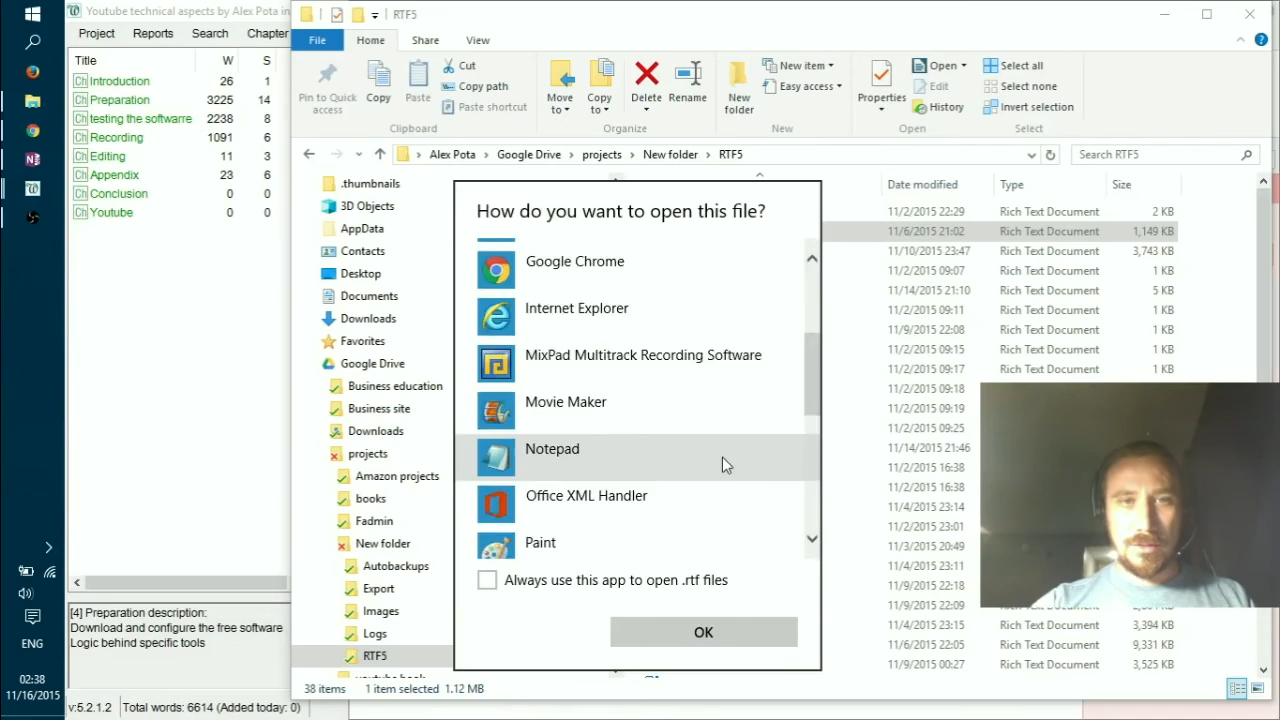 Youtube technical aspects by Alex Pota in
Project Reports Search Chapter
Title W S
Ch Introduction 26 1
Ch Preparation 3225 14
Ch testing the softwarre 2238 8
Ch Recording 1091 6
Ch Editing 11 3
Ch Appendix 23 6
Ch Conclusion 0 0
Ch Youtube 0 0
[4] Preparation description:
Download and configure the free software
Logic behind specific tools
v:5.2.1.2 Total words: 6614 (Added today: 0)
ENG
02:38
11/16/2015
RTF5
File Home Share View
Pin to Quick access
Copy
Paste
Cut
Copy path
Paste shortcut
Clipboard
Move to
Copy to
Delete
Rename
Organize
New folder
New item
Easy access
New
Properties
Open
Edit
History
Open
Select all
Select none
Invert selection
Select
Alex Pota Google Drive projects New folder RTF5
Search RTF5
.thumbnails
3D Objects
AppData
Contacts
Desktop
Documents
Downloads
Favorites
Google Drive
Business education
Business site
Downloads
projects
Amazon projects
books
Fadmin
New folder
Autobackups
Export
Images
Logs
RTF5
38 items 1 item selected 1.12 MB
How do you want to open this file?
Google Chrome
Internet Explorer
MixPad Multitrack Recording Software
Movie Maker
Notepad
Office XML Handler
Paint
Always use this app to open .rtf files
OK
Date modified Type Size
11/2/2015 22:29 Rich Text Document 2 KB
11/6/2015 21:02 Rich Text Document 1,149 KB
11/10/2015 23:47 Rich Text Document 3,743 KB
11/2/2015 09:07 Rich Text Document 1 KB
11/14/2015 21:10 Rich Text Document 5 KB
11/2/2015 09:11 Rich Text Document 1 KB
11/9/2015 22:08 Rich Text Document 1 KB
11/2/2015 09:15 Rich Text Document 1 KB
11/2/2015 09:17 Rich Text Document 1 KB
11/2/2015 09:18
11/2/2015 09:19
11/2/2015 09:25
11/14/2015 21:46
11/2/2015 16:38
11/2/2015 16:38
11/4/2015 23:14
11/2/2015 23:01
11/3/2015 20:49
11/4/2015 23:11
11/9/2015 22:18
11/9/2015 22:09 Rich Text Document
11/4/2015 23:15 Rich Text Document 3,394 KB
11/6/2015 22:05 Rich Text Document 9,331 KB
11/9/2015 00:27 Rich Text Document 3,525 KB